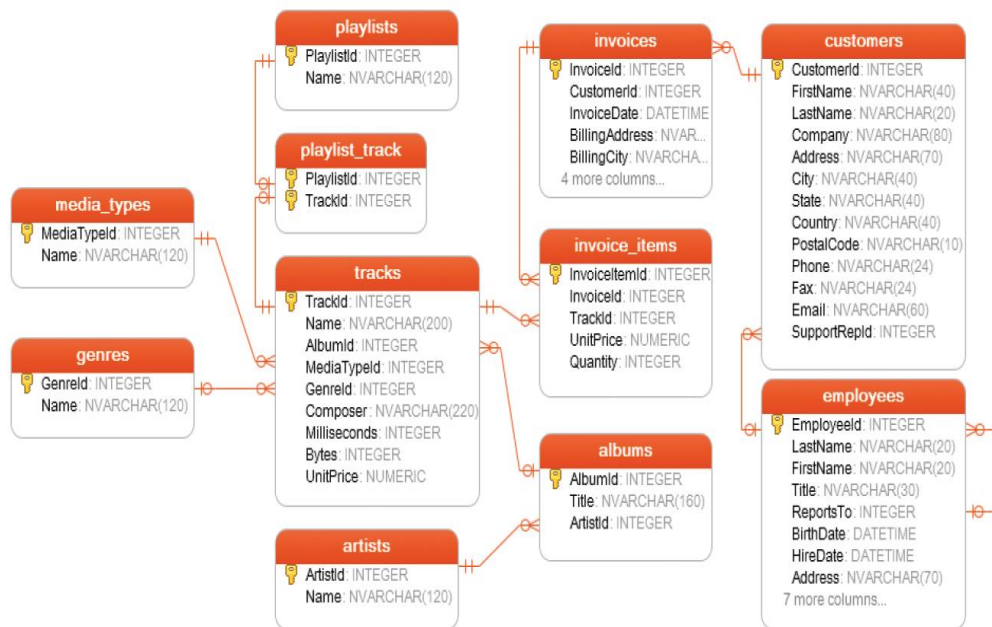 playlists
PlaylistId: INTEGER
Name: NVARCHAR(120)
playlist_track
PlaylistId: INTEGER
TrackId: INTEGER
media_types
MediaTypeId: INTEGER
Name: NVARCHAR(120)
genres
GenreId: INTEGER
Name: NVARCHAR(120)
tracks
TrackId: INTEGER
Name: NVARCHAR(200)
AlbumId: INTEGER
MediaTypeId: INTEGER
GenreId: INTEGER
Composer: NVARCHAR(220)
Milliseconds: INTEGER
Bytes: INTEGER
UnitPrice: NUMERIC
artists
ArtistId: INTEGER
Name: NVARCHAR(120)
invoices
InvoiceId: INTEGER
CustomerId: INTEGER
InvoiceDate: DATETIME
BillingAddress: NVAR...
BillingCity: NVARCHA...
4 more columns...
invoice_items
InvoiceItemId: INTEGER
InvoiceId: INTEGER
TrackId: INTEGER
UnitPrice: NUMERIC
Quantity: INTEGER
albums
AlbumId: INTEGER
Title: NVARCHAR(160)
ArtistId: INTEGER
customers
CustomerId: INTEGER
FirstName: NVARCHAR(40)
LastName: NVARCHAR(20)
Company: NVARCHAR(80)
Address: NVARCHAR(70)
City: NVARCHAR(40)
State: NVARCHAR(40)
Country: NVARCHAR(40)
PostalCode: NVARCHAR(10)
Phone: NVARCHAR(24)
Fax: NVARCHAR(24)
Email: NVARCHAR(60)
SupportRepId: INTEGER
employees
EmployeeId: INTEGER
LastName: NVARCHAR(20)
FirstName: NVARCHAR(20)
Title: NVARCHAR(30)
ReportsTo: INTEGER
BirthDate: DATETIME
HireDate: DATETIME
Address: NVARCHAR(70)
7 more columns...